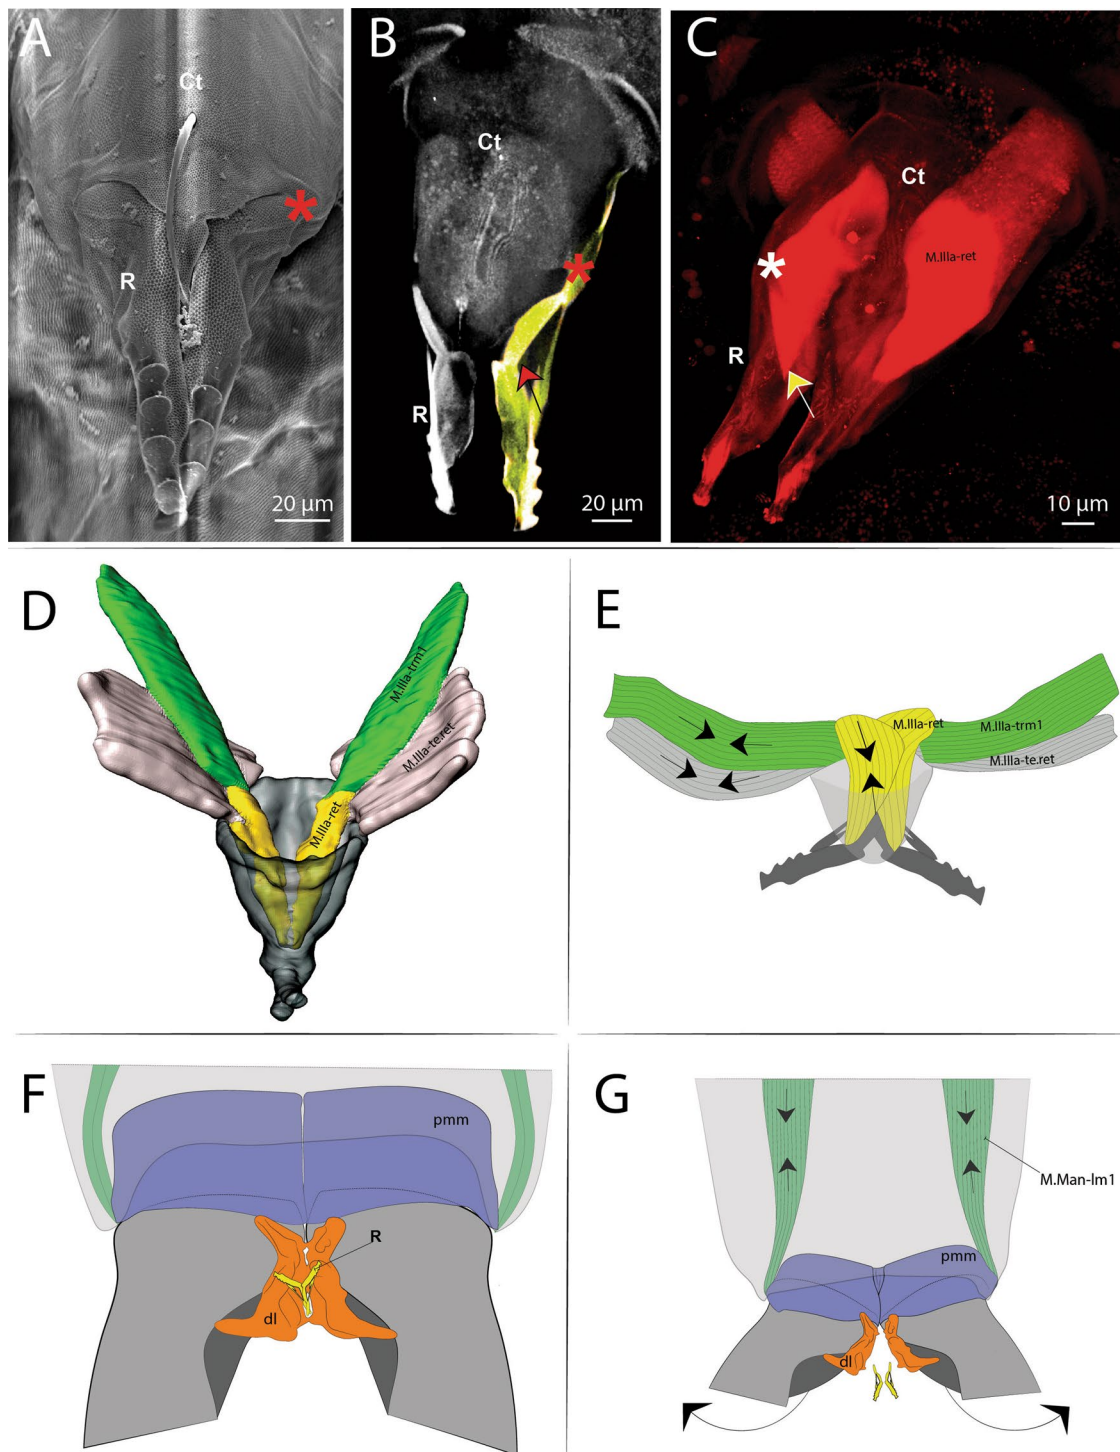 A
Ct
R
20 µm
B
Ct
R
20 µm
C
Ct
M.IIIa-ret
R
10 µm
D
M.IIIa-trm1
M.IIIa-te.ret
M.IIIa-ret
E
M.IIIa-ret
M.IIIa-trm1
M.IIIa-te.ret
F
pmm
R
dl
G
M.Man-lm1
pmm
dl